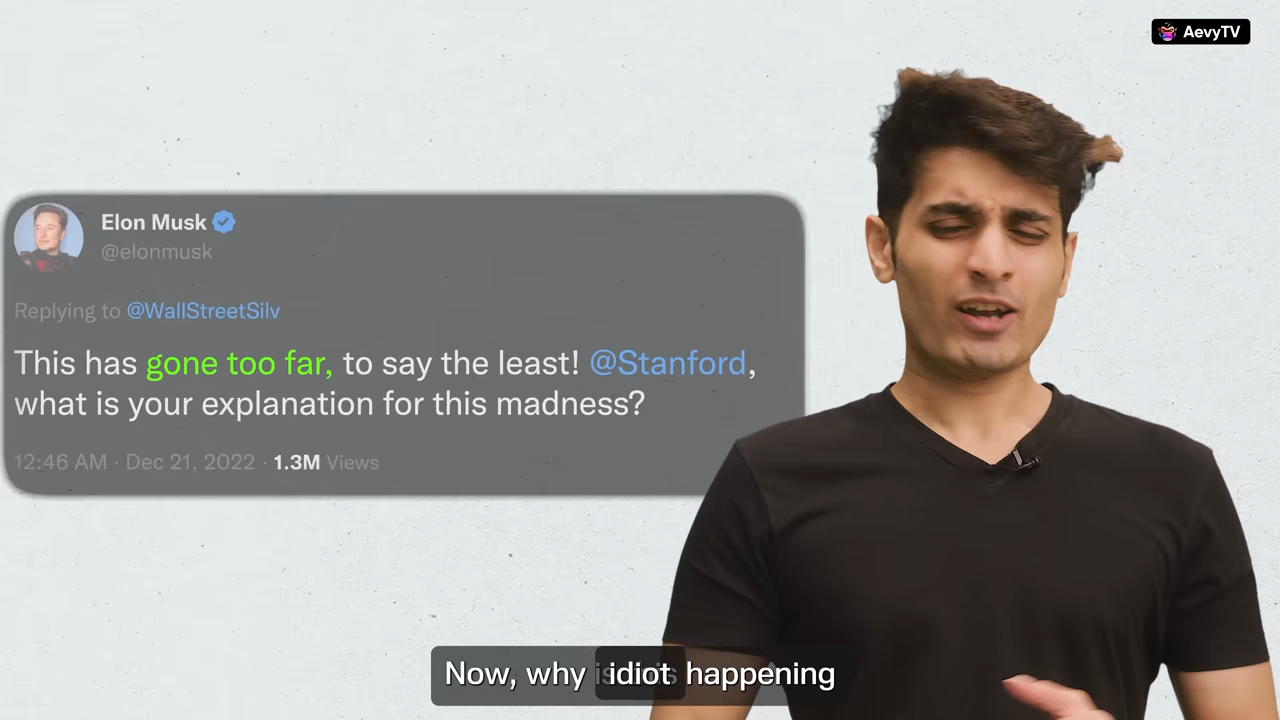 AevyTV
Elon Musk
@elonmusk
Replying to @WallStreetSilv
This has gone too far, to say the least! @Stanford,
what is your explanation for this madness?
12:46 AM · Dec 21, 2022 · 1.3M Views
Now, why idiot happening